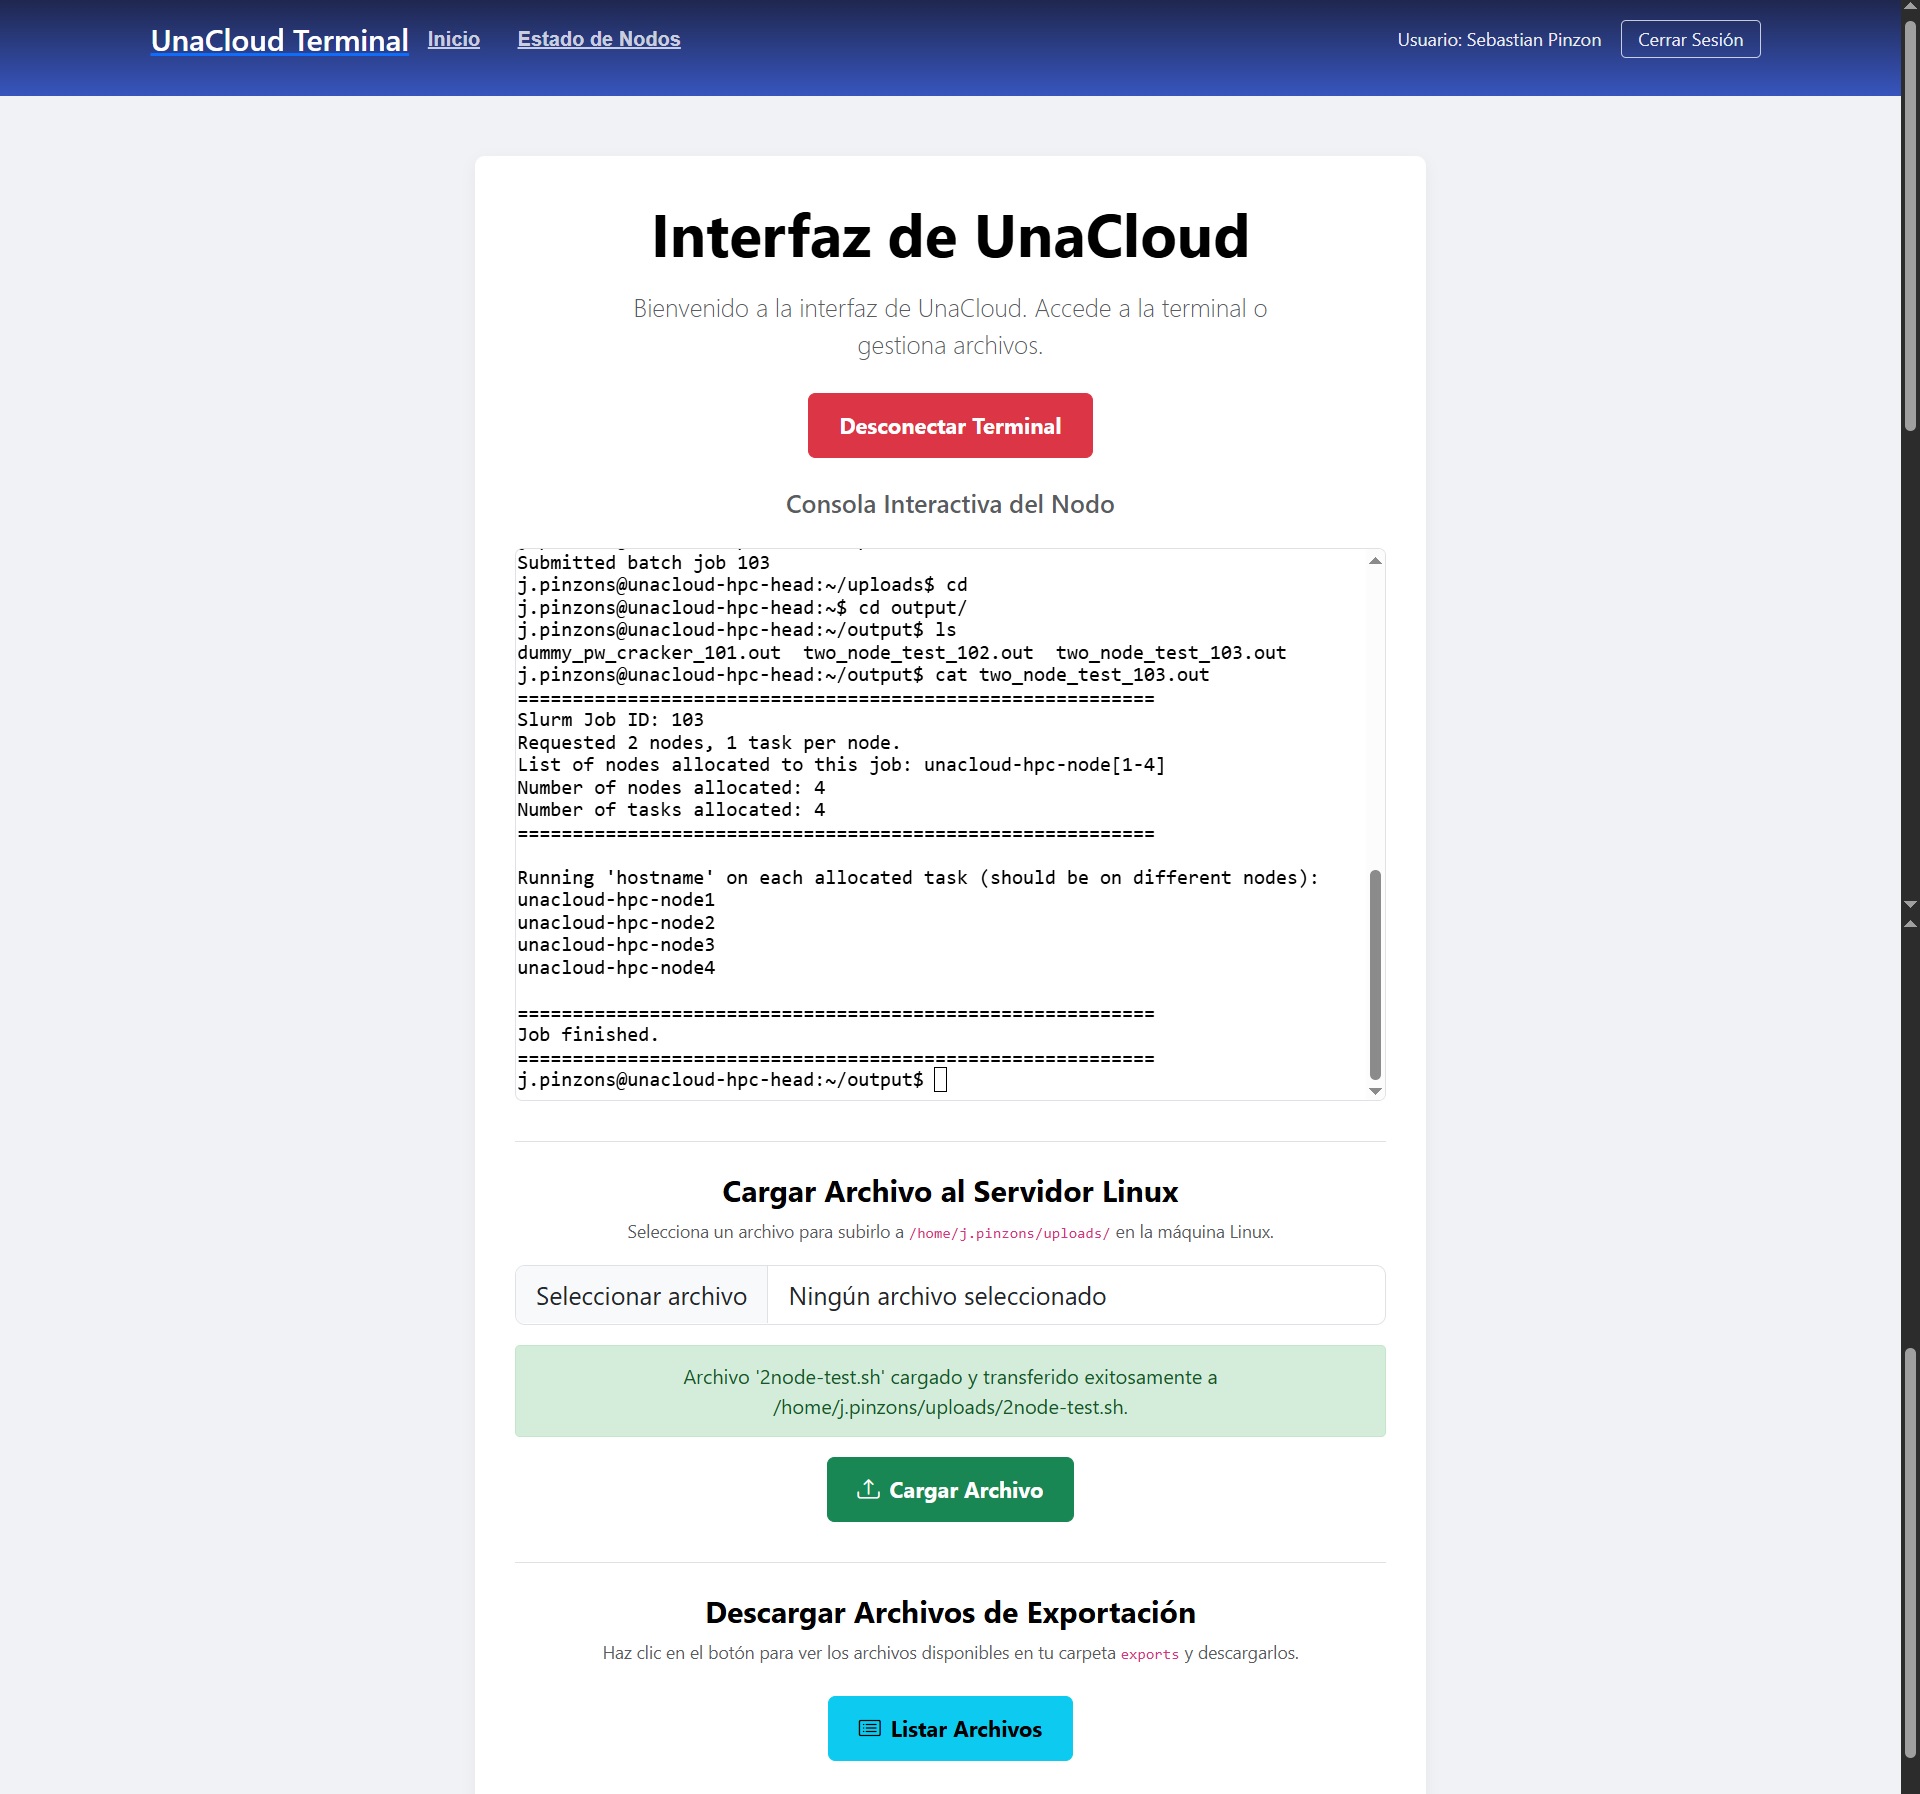 UnaCloud Terminal Inicio Estado de Nodos Usuario: Sebastian Pinzon Cerrar Sesión
Interfaz de UnaCloud
Bienvenido a la interfaz de UnaCloud. Accede a la terminal o
gestiona archivos.
Desconectar Terminal
Consola Interactiva del Nodo
Submitted batch job 103
j.pinzons@unacloud-hpc-head:~/uploads$ cd
j.pinzons@unacloud-hpc-head:~$ cd output/
j.pinzons@unacloud-hpc-head:~/output$ ls
dummy_pw_cracker_101.out  two_node_test_102.out  two_node_test_103.out
j.pinzons@unacloud-hpc-head:~/output$ cat two_node_test_103.out
==========================================================
Slurm Job ID: 103
Requested 2 nodes, 1 task per node.
List of nodes allocated to this job: unacloud-hpc-node[1-4]
Number of nodes allocated: 4
Number of tasks allocated: 4
==========================================================
Running 'hostname' on each allocated task (should be on different nodes):
unacloud-hpc-node1
unacloud-hpc-node2
unacloud-hpc-node3
unacloud-hpc-node4
==========================================================
Job finished.
==========================================================
j.pinzons@unacloud-hpc-head:~/output$
Cargar Archivo al Servidor Linux
Selecciona un archivo para subirlo a /home/j.pinzons/uploads/ en la máquina Linux.
Seleccionar archivo Ningún archivo seleccionado
Archivo '2node-test.sh' cargado y transferido exitosamente a
/home/j.pinzons/uploads/2node-test.sh.
Cargar Archivo
Descargar Archivos de Exportación
Haz clic en el botón para ver los archivos disponibles en tu carpeta exports y descargarlos.
Listar Archivos